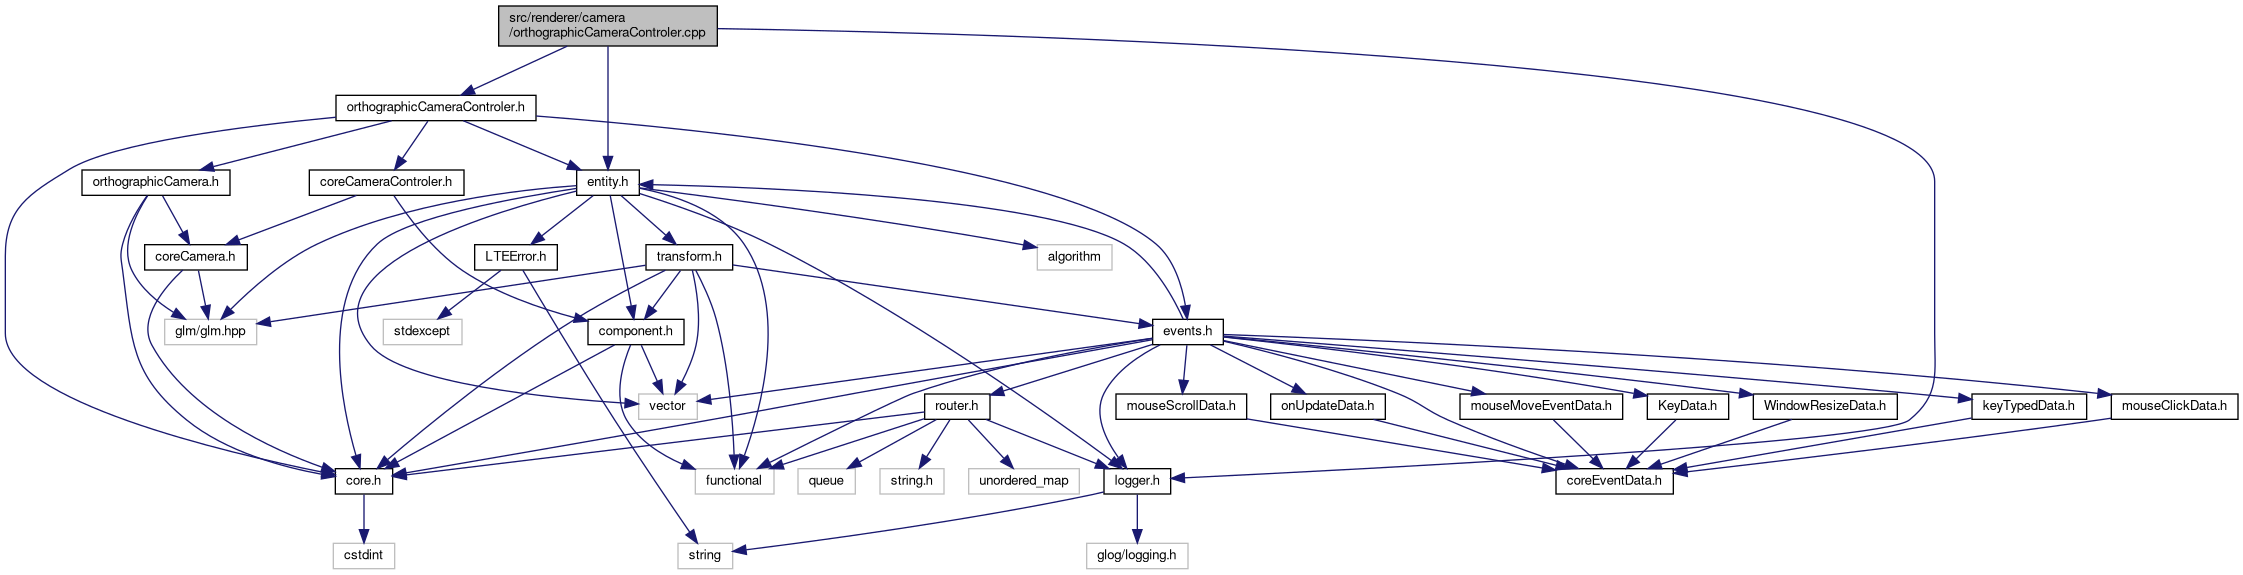 src/renderer/camera
/orthographicCameraControler.cpp
orthographicCameraControler.h
orthographicCamera.h
coreCameraControler.h
entity.h
coreCamera.h
LTEError.h
transform.h
algorithm
glm/glm.hpp
stdexcept
component.h
events.h
vector
router.h
mouseScrollData.h
onUpdateData.h
mouseMoveEventData.h
KeyData.h
WindowResizeData.h
keyTypedData.h
mouseClickData.h
core.h
functional
queue
string.h
unordered_map
logger.h
coreEventData.h
cstdint
string
glog/logging.h